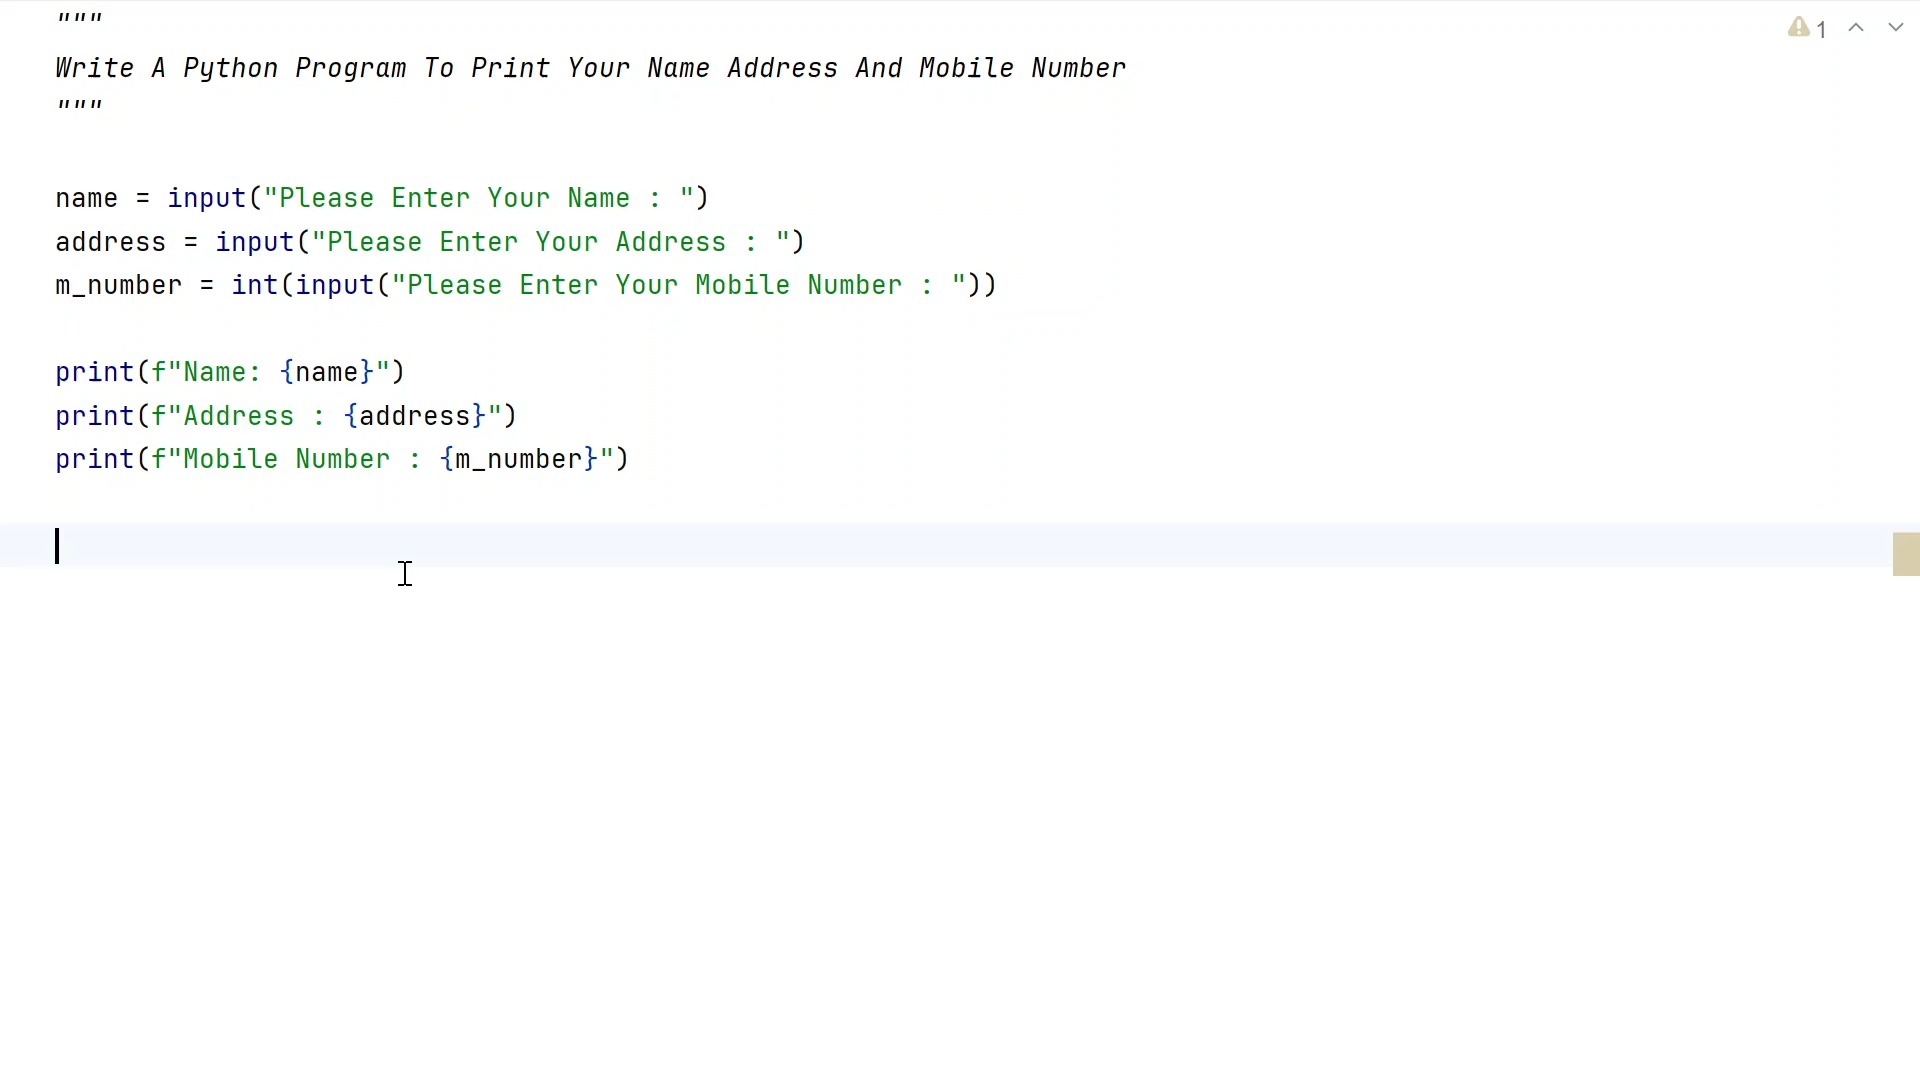 """
Write A Python Program To Print Your Name Address And Mobile Number
"""
name = input("Please Enter Your Name : ")
address = input("Please Enter Your Address : ")
m_number = int(input("Please Enter Your Mobile Number : "))
print(f"Name: {name}")
print(f"Address : {address}")
print(f"Mobile Number : {m_number}")
1